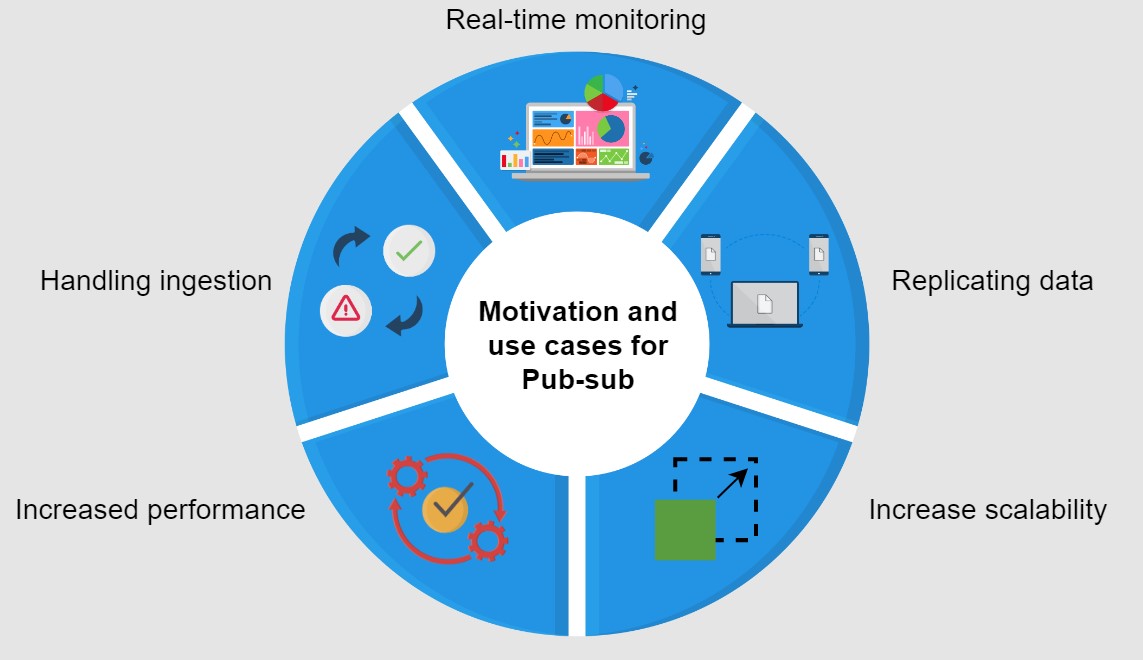 Real-time monitoring
Handling ingestion
Replicating data
Motivation and
use cases for
Pub-sub
Increased performance
Increase scalability